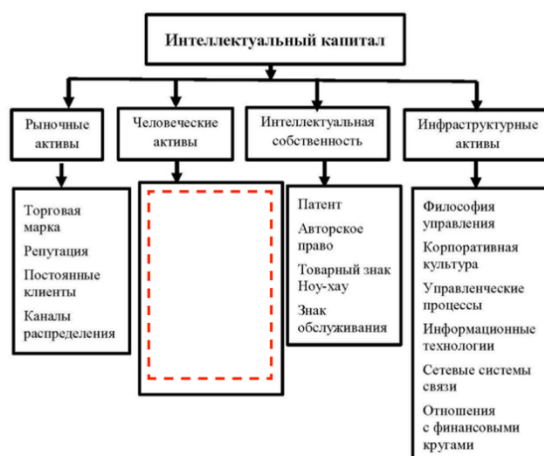 Интеллектуальный капитал
Рыночные
активы
Человеческие
активы
Интеллектуальная
собственность
Инфраструктурные
активы
Торговая
марка
Репутация
Постоянные
клиенты
Каналы
распределения
Патент
Авторское
право
Товарный знак
Ноу-хау
Знак
обслуживания
Философия
управления
Корпоративная
культура
Управленческие
процессы
Информационные
технологии
Сетевые системы
связи
Отношения
с финансовыми
кругами